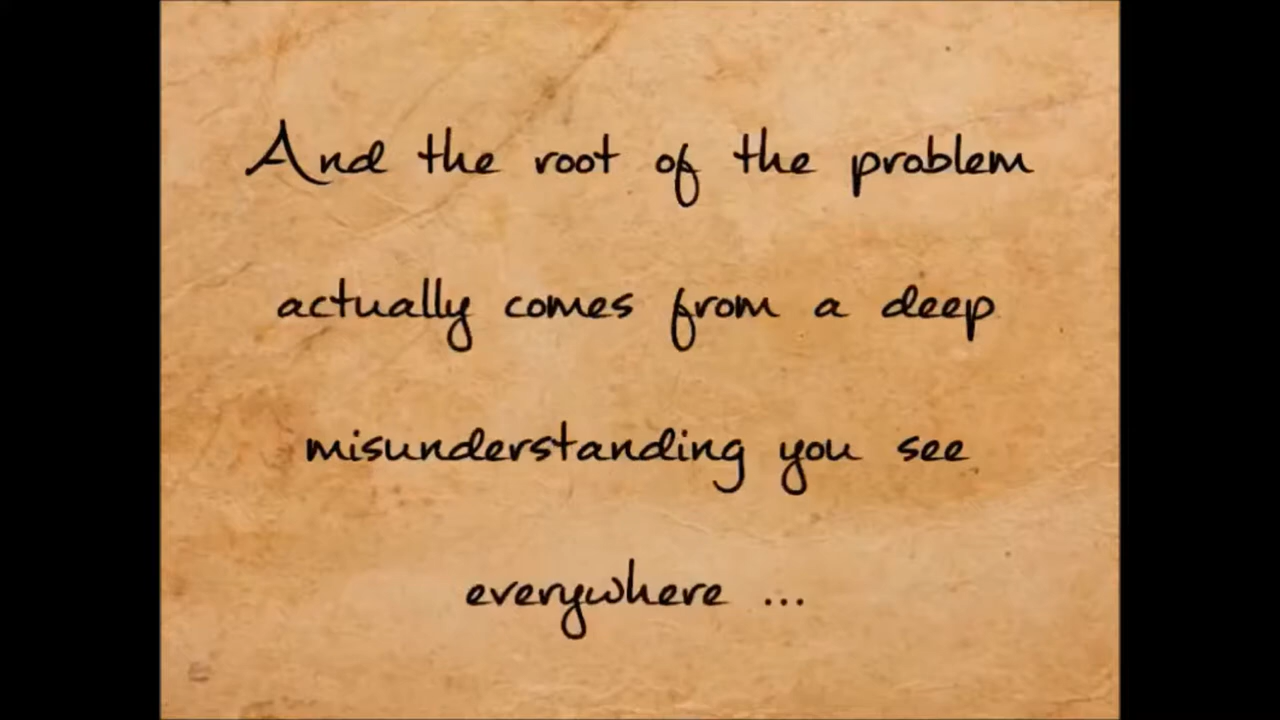 And the root of the problem
actually comes from a deep
misunderstanding you see
everywhere ...